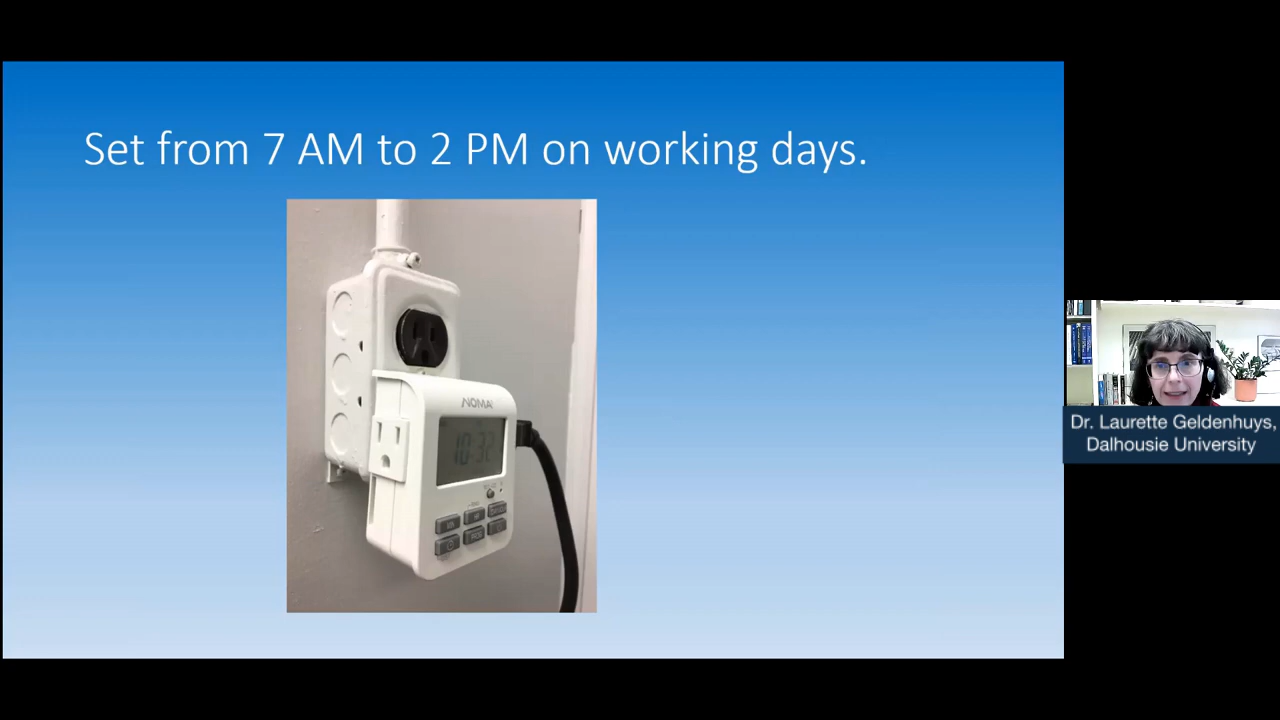 Set from 7 AM to 2 PM on working days.
NOMA
10:32
Dr. Laurette Geldenhuys,
Dalhousie University